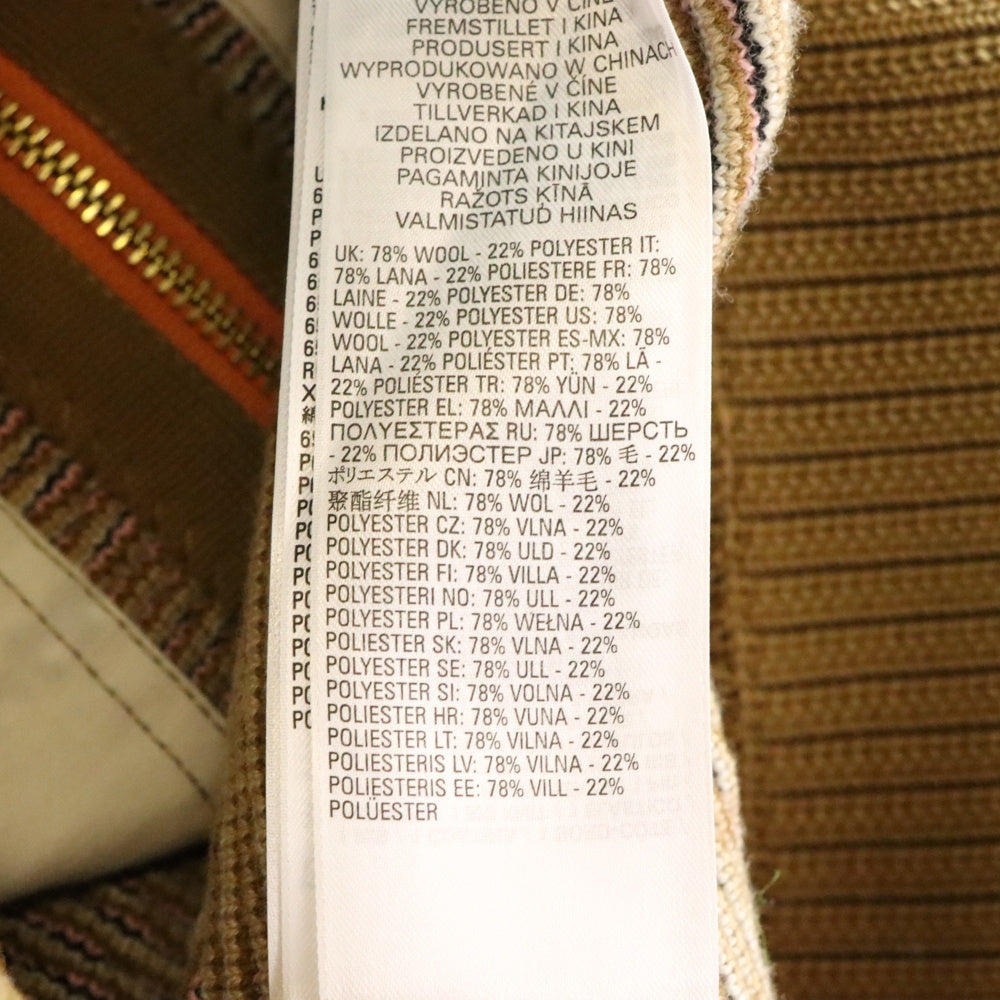 VYROBENO V ČÍNĚ
FREMSTILLET I KINA
PRODUSERT I KINA
WYPRODUKOWANO W CHINACH
VYROBENÉ V ČÍNE
TILLVERKAD I KINA
IZDELANO NA KITAJSKEM
PROIZVEDENO U KINI
PAGAMINTA KINIJOJE
RAŽOTS ĶĪNĀ
VALMISTATUD HIINAS
UK: 78% WOOL - 22% POLYESTER IT:
78% LANA - 22% POLIESTERE FR: 78%
LAINE - 22% POLYESTER DE: 78%
WOLLE - 22% POLYESTER US: 78%
WOOL - 22% POLYESTER ES-MX: 78%
LANA - 22% POLIÉSTER PT: 78% LÃ -
22% POLIÉSTER TR: 78% YÜN - 22%
POLYESTER EL: 78% ΜΑΛΛΙ - 22%
ΠΟΛΥΕΣΤΕΡΑΣ RU: 78% ШЕРСТЬ
- 22% ПОЛИЭСТЕР JP: 78% 毛 - 22%
ポリエステル CN: 78% 绵羊毛 - 22%
聚酯纤维 NL: 78% WOL - 22%
POLYESTER CZ: 78% VLNA - 22%
POLYESTER DK: 78% ULD - 22%
POLYESTER FI: 78% VILLA - 22%
POLYESTERI NO: 78% ULL - 22%
POLYESTER PL: 78% WEŁNA - 22%
POLIESTER SK: 78% VLNA - 22%
POLYESTER SE: 78% ULL - 22%
POLYESTER SI: 78% VOLNA - 22%
POLIESTER HR: 78% VUNA - 22%
POLIESTER LT: 78% VILNA - 22%
POLIESTERIS LV: 78% VILNA - 22%
POLIESTERIS EE: 78% VILL - 22%
POLÜESTER